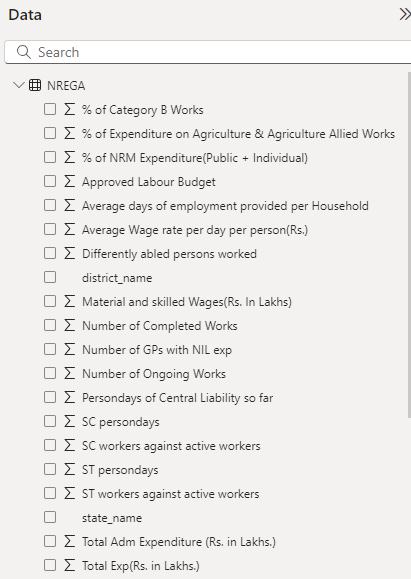 Data
Search
NREGA
% of Category B Works
% of Expenditure on Agriculture & Agriculture Allied Works
% of NRM Expenditure(Public + Individual)
Approved Labour Budget
Average days of employment provided per Household
Average Wage rate per day per person(Rs.)
Differently abled persons worked
district_name
Material and skilled Wages(Rs. In Lakhs)
Number of Completed Works
Number of GPs with NIL exp
Number of Ongoing Works
Persondays of Central Liability so far
SC persondays
SC workers against active workers
ST persondays
ST workers against active workers
state_name
Total Adm Expenditure (Rs. in Lakhs.)
Total Exp(Rs. in Lakhs.)